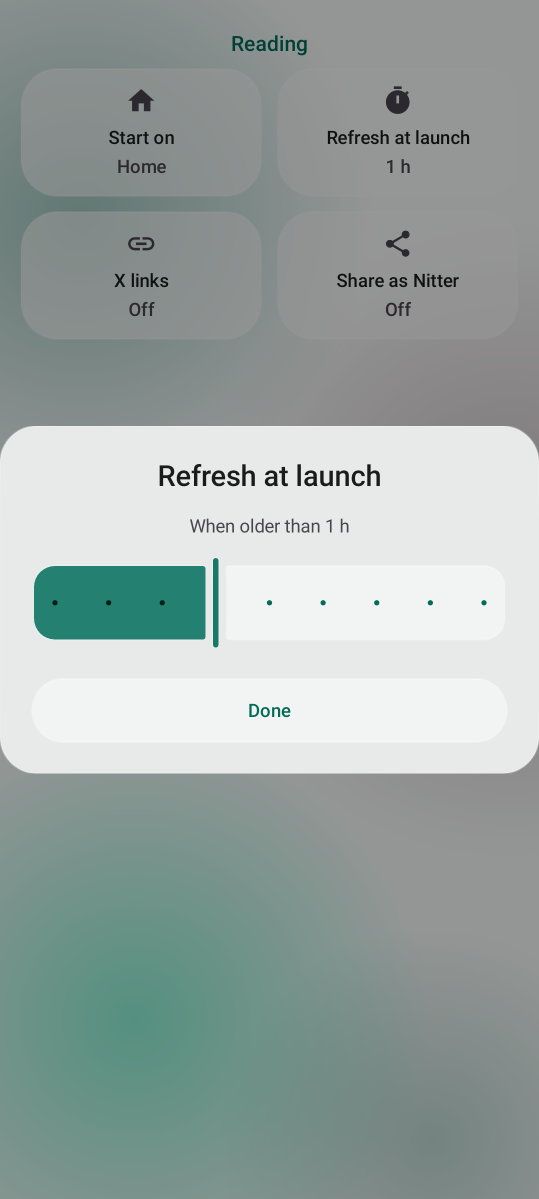 Reading
Start on
Home
Refresh at launch
1 h
X links
Off
Share as Nitter
Off
Refresh at launch
When older than 1 h
Done